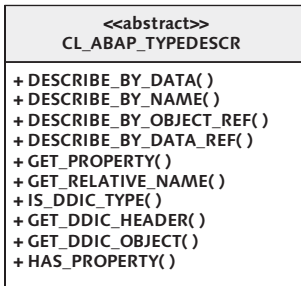 <<abstract>>
CL_ABAP_TYPEDESCR
+ DESCRIBE_BY_DATA( )
+ DESCRIBE_BY_NAME( )
+ DESCRIBE_BY_OBJECT_REF( )
+ DESCRIBE_BY_DATA_REF( )
+ GET_PROPERTY( )
+ GET_RELATIVE_NAME( )
+ IS_DDIC_TYPE( )
+ GET_DDIC_HEADER( )
+ GET_DDIC_OBJECT( )
+ HAS_PROPERTY( )